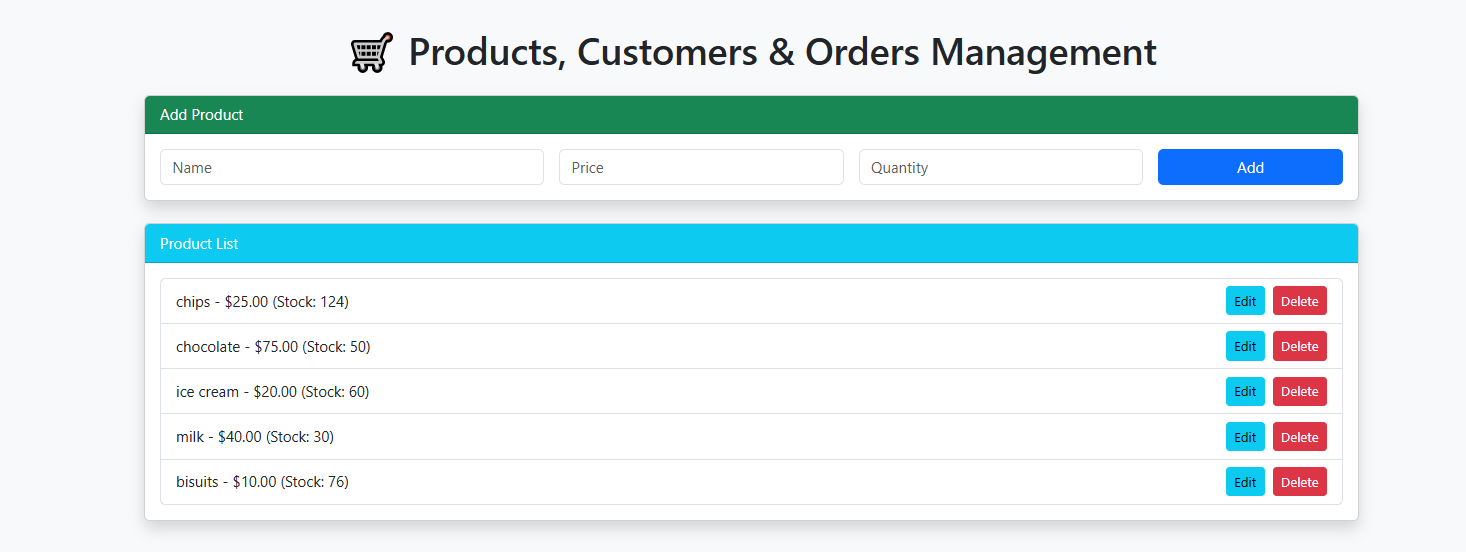 Products, Customers & Orders Management
Add Product
Name Price Quantity Add
Product List
chips - $25.00 (Stock: 124) Edit Delete
chocolate - $75.00 (Stock: 50) Edit Delete
ice cream - $20.00 (Stock: 60) Edit Delete
milk - $40.00 (Stock: 30) Edit Delete
bisuits - $10.00 (Stock: 76) Edit Delete